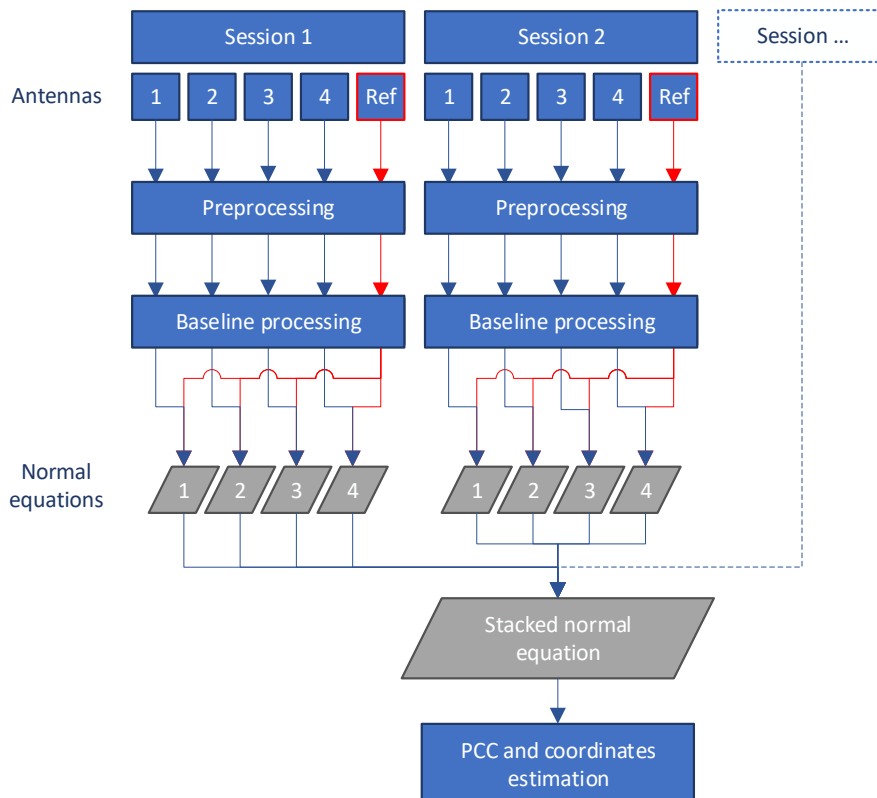 Session 1
Session 2
Session ...
Antennas
1
2
3
4
Ref
1
2
3
4
Ref
Preprocessing
Preprocessing
Baseline processing
Baseline processing
Normal
equations
1
2
3
4
1
2
3
4
Stacked normal
equation
PCC and coordinates
estimation